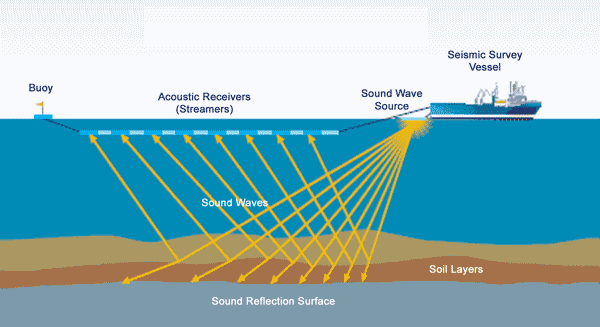 Seismic Survey
Vessel
Buoy
Acoustic Receivers
(Streamers)
Sound Wave
Source
Sound Waves
Soil Layers
Sound Reflection Surface